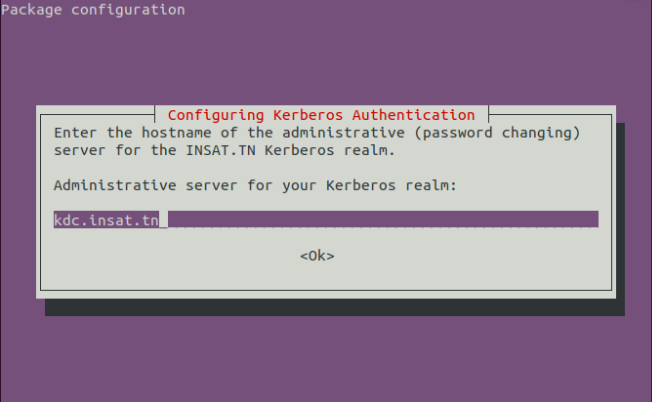 Package configuration
Configuring Kerberos Authentication
Enter the hostname of the administrative (password changing)
server for the INSAT.TN Kerberos realm.
Administrative server for your Kerberos realm:
kdc.insat.tn
<Ok>